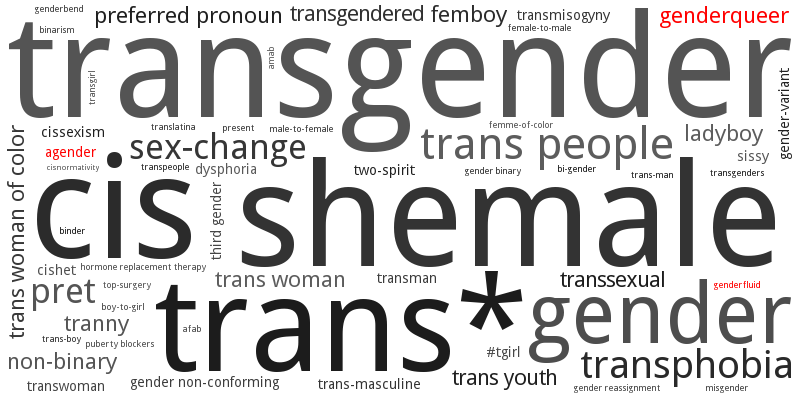 genderbend
preferred pronoun
transgendered
femboy
transmisogyny
genderqueer
binarism
female-to-male
transgender
transgirl
amab
gender-variant
cissexism
translatina
present
male-to-female
femme-of-color
trans people
ladyboy
sissy
agender
sex-change
cisnormativity
transpeople
dysphoria
two-spirit
gender binary
bi-gender
trans-man
transgenders
trans woman of color
cis
shemale
binder
third gender
cishet
hormone replacement therapy
trans woman
transman
transsexual
genderfluid
pret
top-surgery
boy-to-girl
trans*
gender
tranny
afab
trans-boy
puberty blockers
#tgirl
non-binary
transphobia
transwoman
gender non-conforming
trans-masculine
trans youth
gender reassignment
misgender